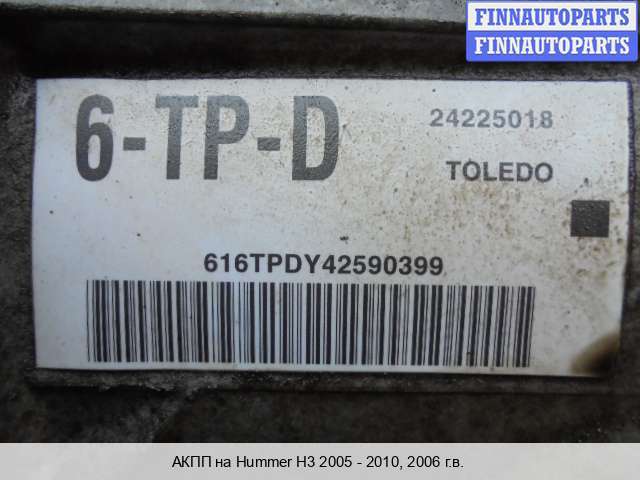 FINNAUTOPARTS
FINNAUTOPARTS
6-TP-D
24225018
TOLEDO
616TPDY42590399
АКПП на Hummer H3 2005 - 2010, 2006 г.в.